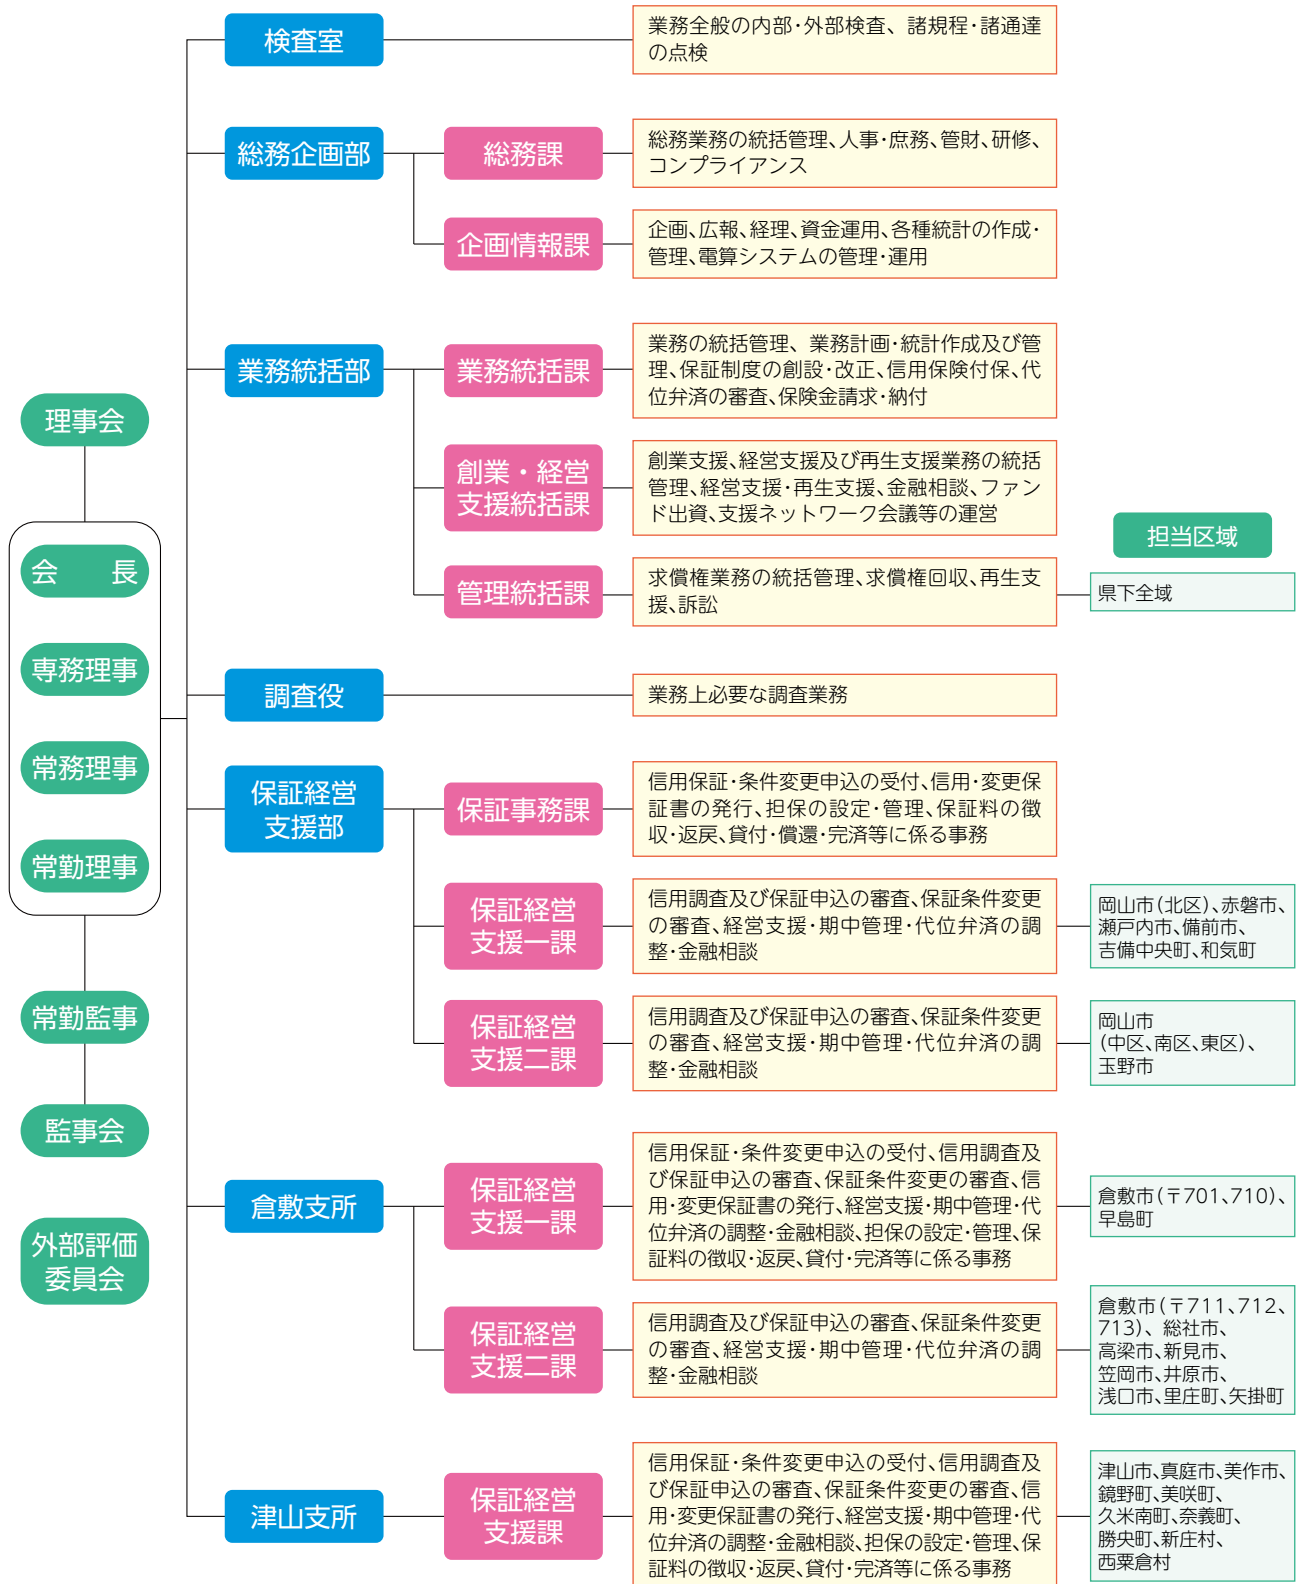 検査室
業務全般の内部･外部検査、諸規程･諸通達
の点検
総務企画部
総務課
総務業務の統括管理、人事･庶務、管財、研修、
コンプライアンス
企画情報課
企画、広報、経理、資金運用、各種統計の作成･
管理、電算システムの管理･運用
業務統括部
業務統括課
業務の統括管理、業務計画･統計作成及び管
理、保証制度の創設･改正、信用保険付保、代
位弁済の審査、保険金請求･納付
創業・経営
支援統括課
創業支援、経営支援及び再生支援業務の統括
管理、経営支援･再生支援、金融相談、ファン
ド出資、支援ネットワーク会議等の運営
管理統括課
求償権業務の統括管理、求償権回収、再生支
援、訴訟
担当区域
県下全域
理事会
会　長
専務理事
常務理事
常勤理事
常勤監事
監事会
外部評価
委員会
調査役
業務上必要な調査業務
保証経営
支援部
保証事務課
信用保証･条件変更申込の受付、信用･変更保
証書の発行、担保の設定･管理、保証料の徴
収･返戻、貸付･償還･完済等に係る事務
保証経営
支援一課
信用調査及び保証申込の審査、保証条件変更
の審査、経営支援･期中管理･代位弁済の調
整･金融相談
岡山市(北区)、赤磐市、
瀬戸内市、備前市、
吉備中央町、和気町
保証経営
支援二課
信用調査及び保証申込の審査、保証条件変更
の審査、経営支援･期中管理･代位弁済の調
整･金融相談
岡山市
(中区、南区、東区)、
玉野市
倉敷支所
保証経営
支援一課
信用保証･条件変更申込の受付、信用調査及
び保証申込の審査、保証条件変更の審査、信
用･変更保証書の発行、経営支援･期中管理･代
位弁済の調整･金融相談、担保の設定･管理、保
証料の徴収･返戻、貸付･完済等に係る事務
倉敷市(〒701、710)、
早島町
保証経営
支援二課
信用調査及び保証申込の審査、保証条件変更
の審査、経営支援･期中管理･代位弁済の調
整･金融相談
倉敷市(〒711、712、
713)、総社市、
高梁市、新見市、
笠岡市、井原市、
浅口市、里庄町、矢掛町
津山支所
保証経営
支援課
信用保証･条件変更申込の受付、信用調査及
び保証申込の審査、保証条件変更の審査、信
用･変更保証書の発行、経営支援･期中管理･代
位弁済の調整･金融相談、担保の設定･管理、保
証料の徴収･返戻、貸付･完済等に係る事務
津山市、真庭市、美作市、
鏡野町、美咲町、
久米南町、奈義町、
勝央町、新庄村、
西粟倉村